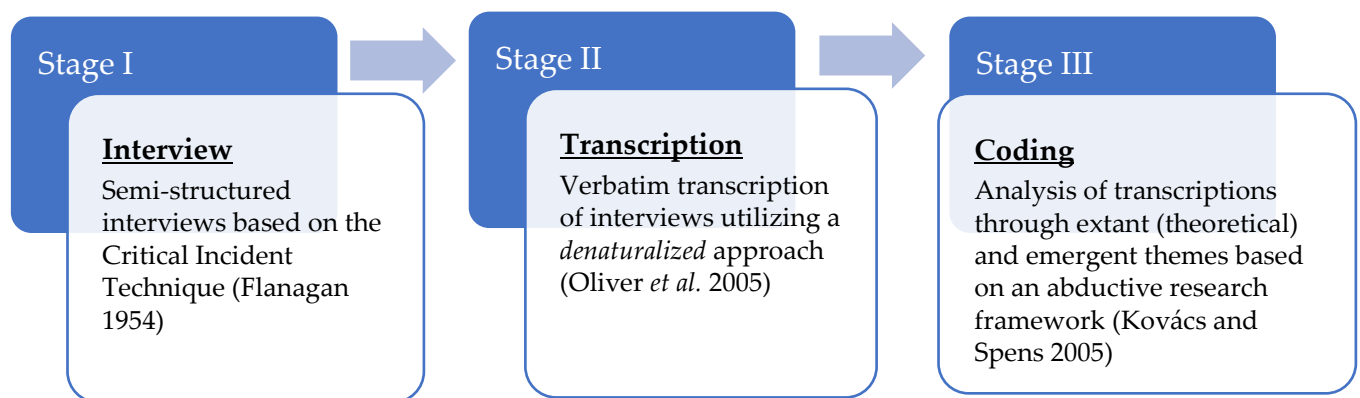 Stage I
Interview
Semi-structured
interviews based on the
Critical Incident
Technique (Flanagan
1954)
Stage II
Transcription
Verbatim transcription
of interviews utilizing a
denaturalized approach
(Oliver et al. 2005)
Stage III
Coding
Analysis of transcriptions
through extant (theoretical)
and emergent themes based
on an abductive research
framework (Kovács and
Spens 2005)